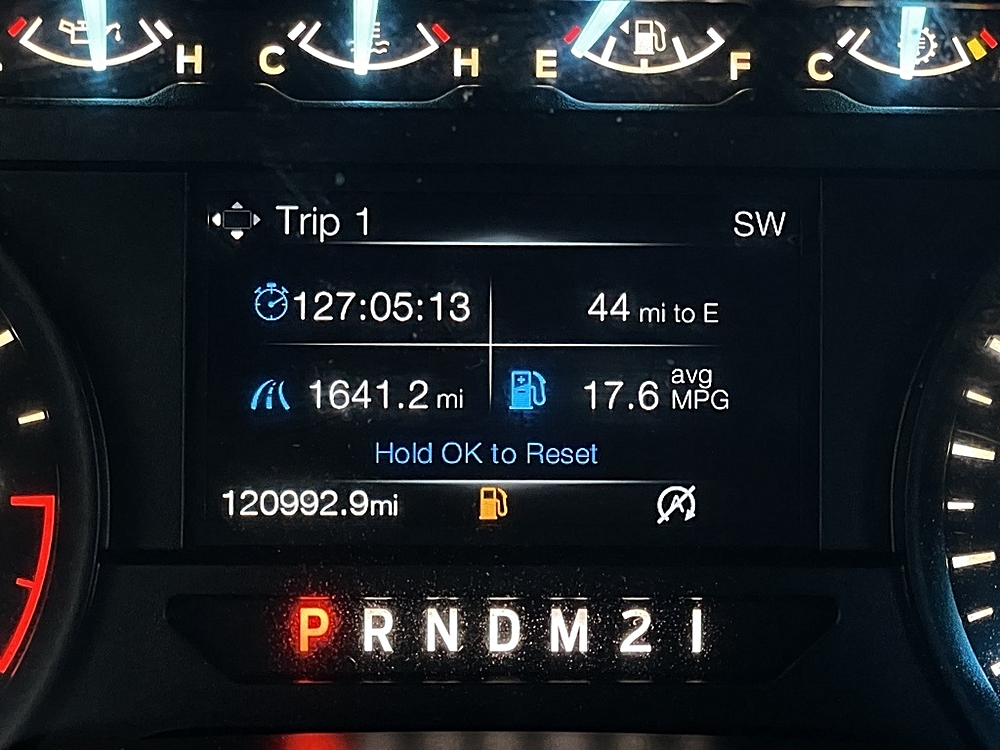 H C H E F C
Trip 1 SW
127:05:13 44 mi to E
1641.2 mi 17.6 avg MPG
Hold OK to Reset
120992.9mi
P R N D M 2 1